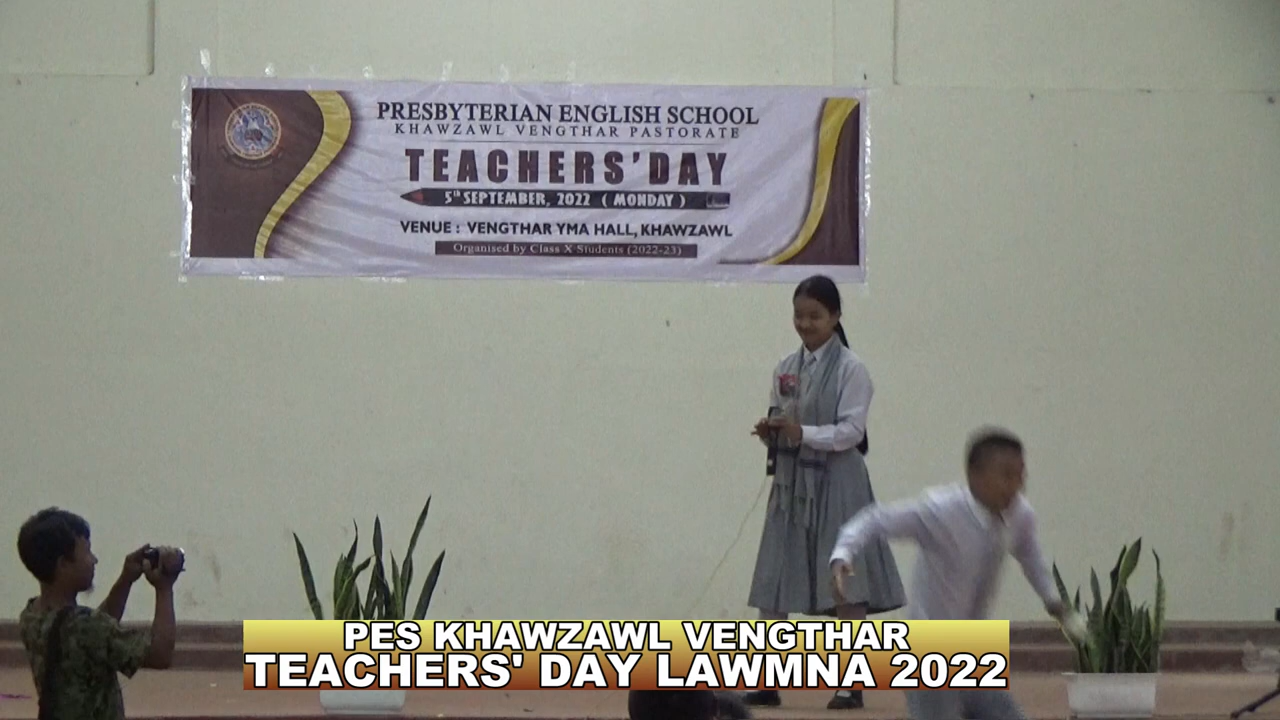 PRESBYTERIAN ENGLISH SCHOOL
KHAWZAWL VENGTHAR PASTORATE
TEACHERS' DAY
5th SEPTEMBER, 2022 ( MONDAY )
VENUE : VENGTHAR YMA HALL, KHAWZAWL
Organised by Class X Students (2022-23)
PES KHAWZAWL VENGTHAR
TEACHERS' DAY LAWMNA 2022